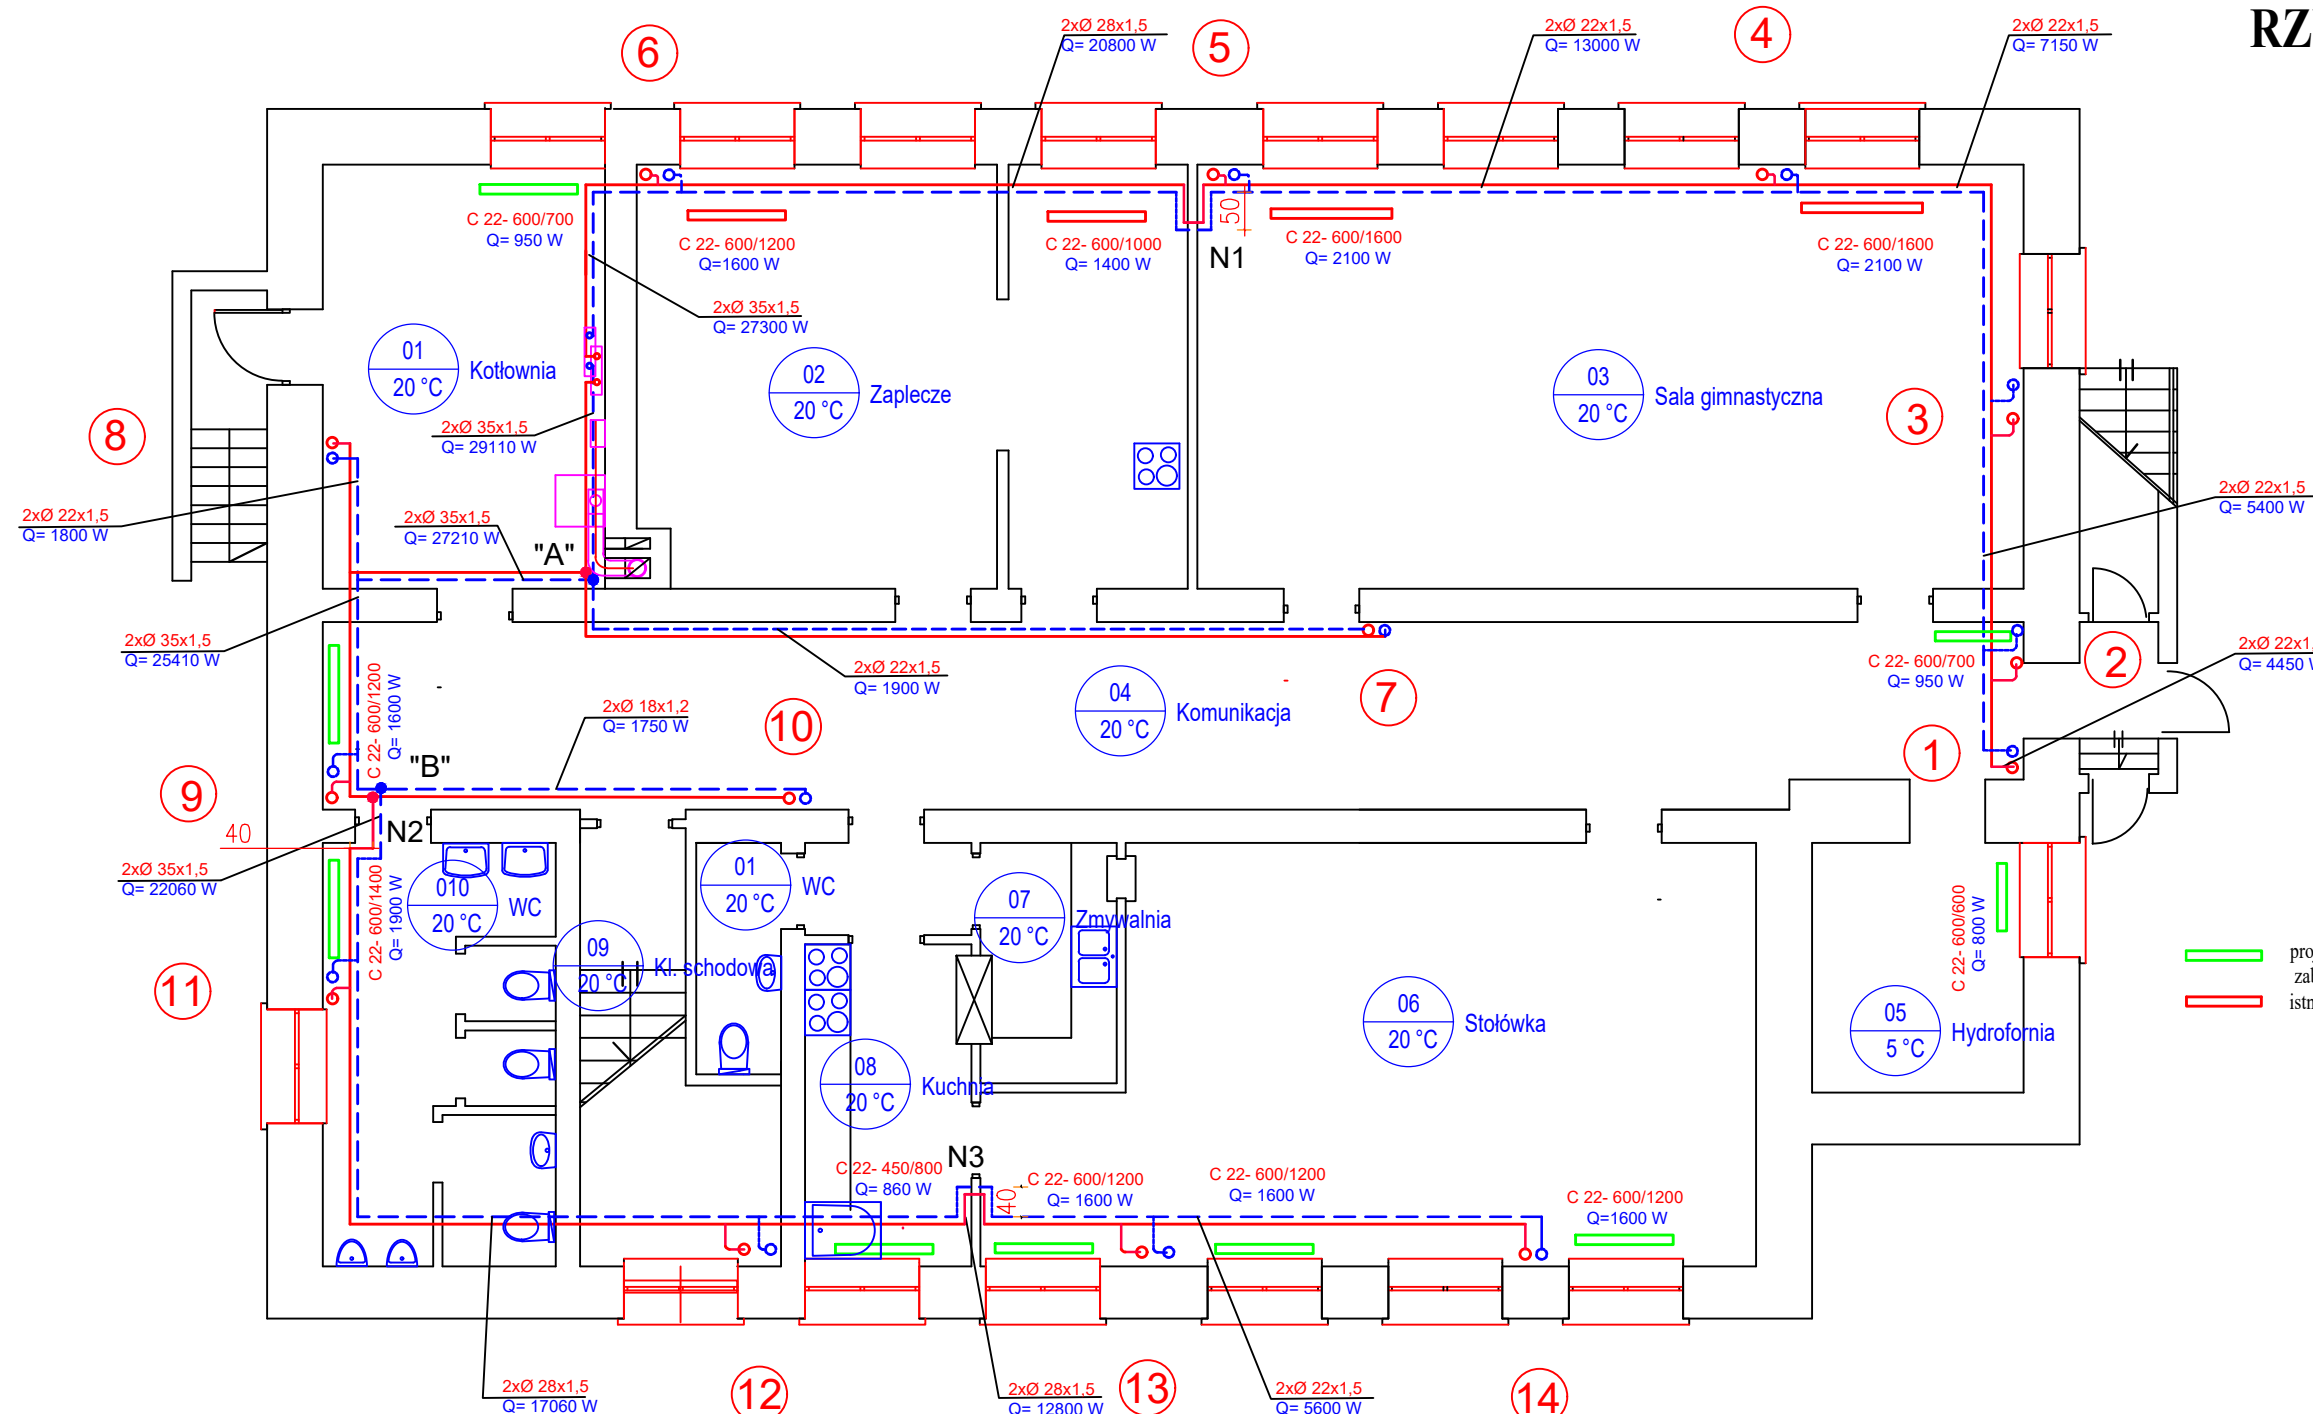 RZ
6
2xØ 28x1,5
Q= 20800 W
5
2xØ 22x1,5
Q= 13000 W
4
2xØ 22x1,5
Q= 7150 W
C 22- 600/700
Q= 950 W
C 22- 600/1200
Q=1600 W
C 22- 600/1000
Q= 1400 W
50
N1
C 22- 600/1600
Q= 2100 W
C 22- 600/1600
Q= 2100 W
2xØ 35x1,5
Q= 27300 W
01
20 °C
Kotłownia
02
20 °C
Zaplecze
03
20 °C
Sala gimnastyczna
3
8
2xØ 35x1,5
Q= 29110 W
2xØ 22x1,5
Q= 1800 W
2xØ 35x1,5
Q= 27210 W
"A"
2xØ 22x1,5
Q= 5400 W
2xØ 35x1,5
Q= 25410 W
C 22- 600/1200
Q= 1600 W
2xØ 22x1,5
Q= 1900 W
04
20 °C
Komunikacja
7
C 22- 600/700
Q= 950 W
2
2xØ 22x1,
Q= 4450 W
2xØ 18x1,2
Q= 1750 W
10
1
"B"
9
40
N2
2xØ 35x1,5
Q= 22060 W
C 22- 600/1400
Q= 1900 W
010
20 °C
WC
01
20 °C
WC
07
20 °C
Zmywalnia
09
20 °C
Kl. schodowa
11
06
20 °C
Stołówka
C 22- 600/600
Q= 800 W
05
5 °C
Hydrofornia
08
20 °C
Kuchnia
N3
C 22- 450/800
Q= 860 W
40
C 22- 600/1200
Q= 1600 W
C 22- 600/1200
Q= 1600 W
C 22- 600/1200
Q=1600 W
2xØ 28x1,5
Q= 17060 W
12
2xØ 28x1,5
Q= 12800 W
13
2xØ 22x1,5
Q= 5600 W
14